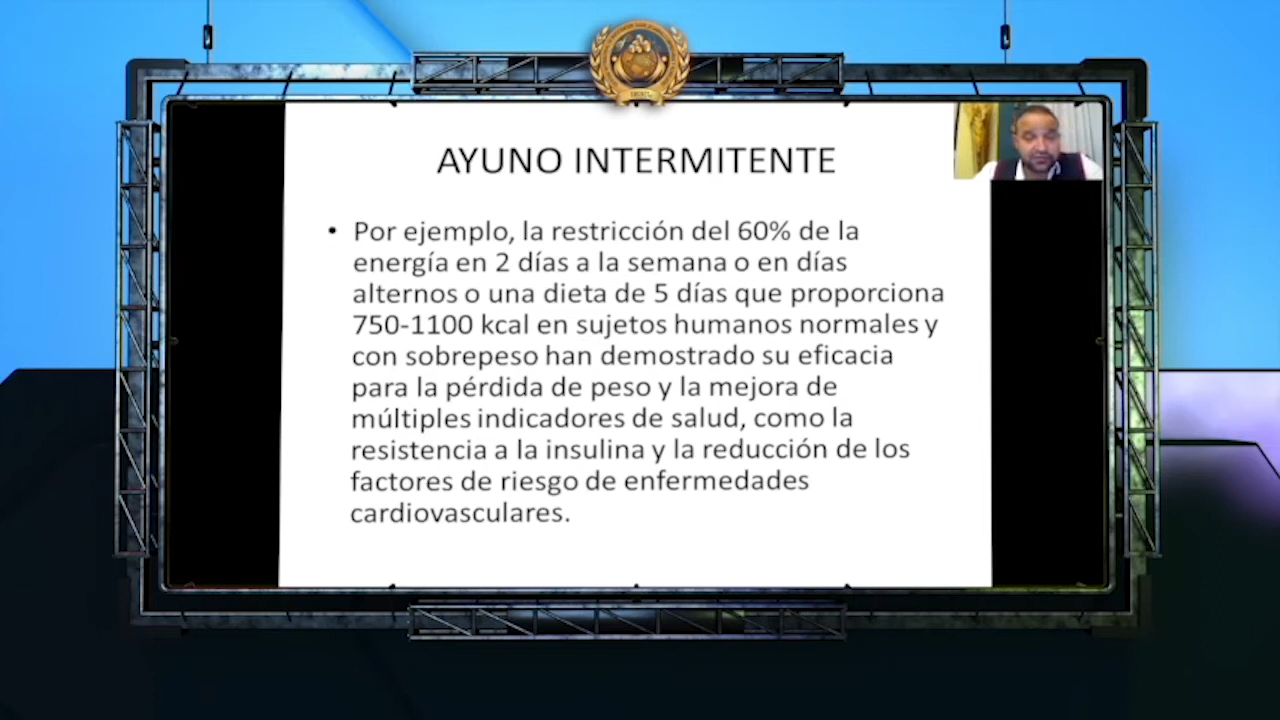 AYUNO INTERMITENTE
• Por ejemplo, la restricción del 60% de la
energía en 2 días a la semana o en días
alternos o una dieta de 5 días que proporciona
750-1100 kcal en sujetos humanos normales y
con sobrepeso han demostrado su eficacia
para la pérdida de peso y la mejora de
múltiples indicadores de salud, como la
resistencia a la insulina y la reducción de los
factores de riesgo de enfermedades
cardiovasculares.